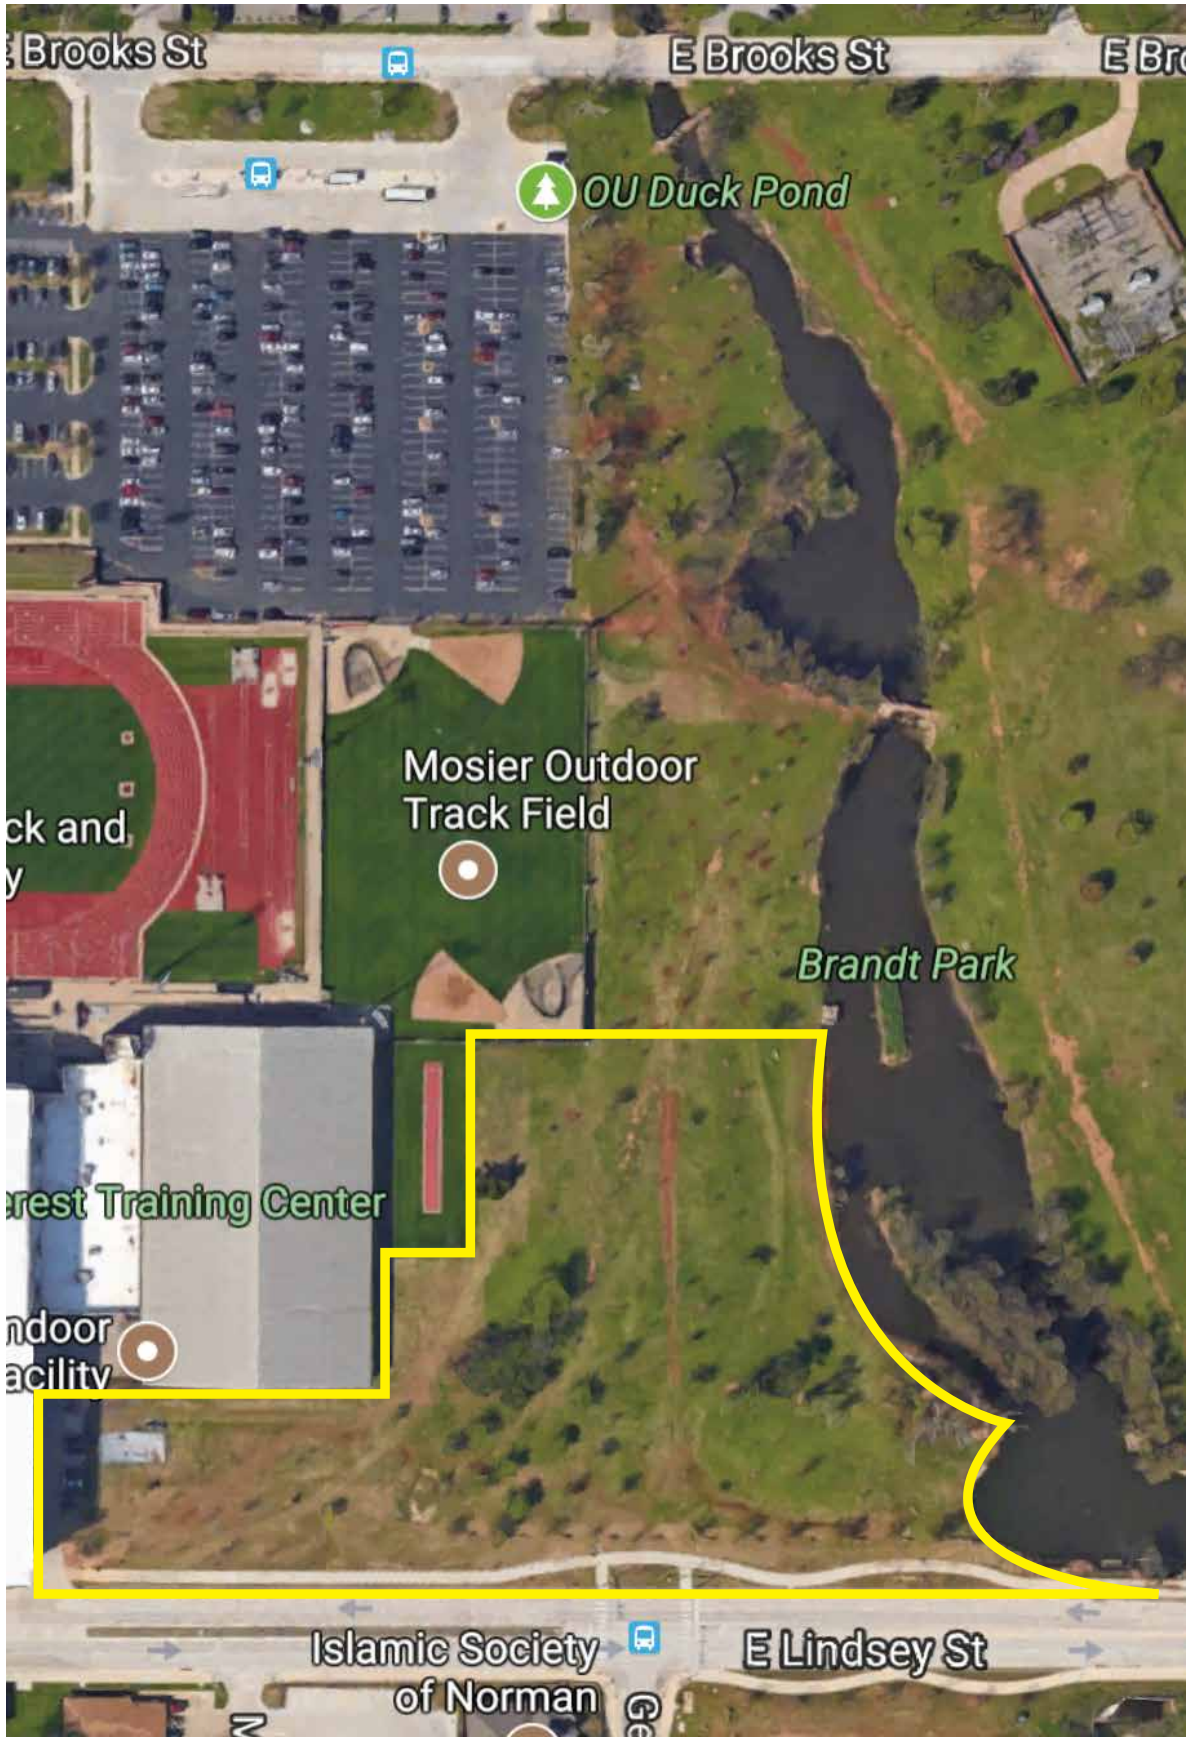 E Brooks St
E Brooks St
E Bro
OU Duck Pond
Mosier Outdoor
Track Field
ck and
y
Brandt Park
erest Training Center
ndoor
acility
Islamic Society
of Norman
E Lindsey St
M
Ge